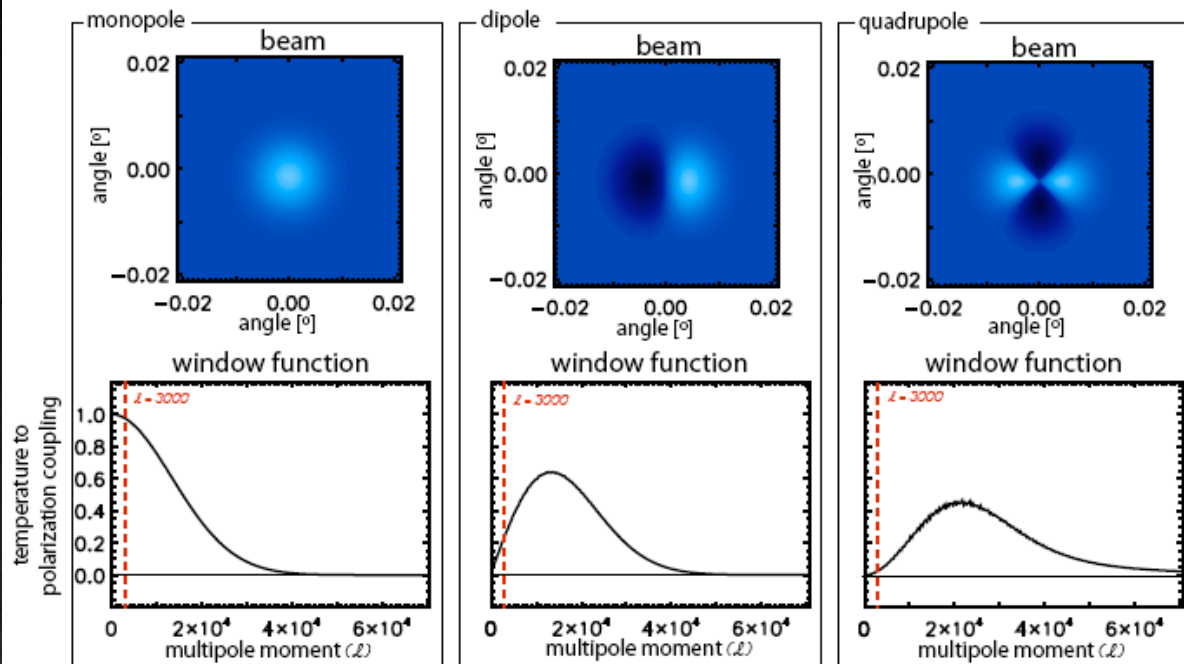 monopole
beam
0.02
0.00
−0.02
angle [º]
−0.02 0.00 0.02
angle [º]
window function
ℓ = 3000
temperature to
polarization coupling
1.0
0.8
0.6
0.4
0.2
0.0
0 2×10⁴ 4×10⁴ 6×10⁴
multipole moment (ℓ)
dipole
beam
0.02
0.00
−0.02
angle [º]
−0.02 0.00 0.02
angle [º]
window function
ℓ = 3000
0 2×10⁴ 4×10⁴ 6×10⁴
multipole moment (ℓ)
quadrupole
beam
0.02
0.00
−0.02
angle [º]
−0.02 0.00 0.02
angle [º]
window function
ℓ = 3000
0 2×10⁴ 4×10⁴ 6×10⁴
multipole moment (ℓ)